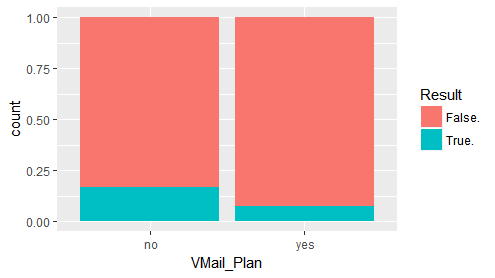 1.00
0.75
0.50
0.25
0.00
count
no yes
VMail_Plan
Result
False.
True.